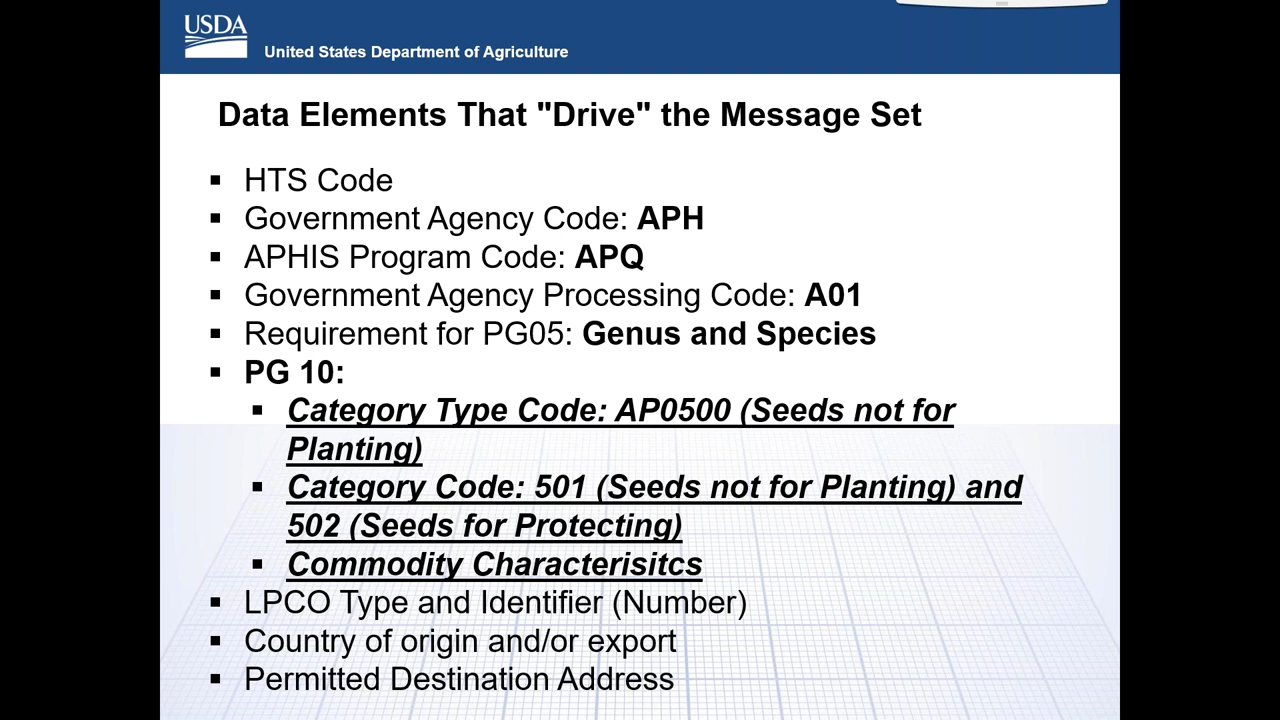 USDA
United States Department of Agriculture
Data Elements That "Drive" the Message Set
▪ HTS Code
▪ Government Agency Code: APH
▪ APHIS Program Code: APQ
▪ Government Agency Processing Code: A01
▪ Requirement for PG05: Genus and Species
▪ PG 10:
▪ Category Type Code: AP0500 (Seeds not for
Planting)
▪ Category Code: 501 (Seeds not for Planting) and
502 (Seeds for Protecting)
▪ Commodity Characterisitcs
▪ LPCO Type and Identifier (Number)
▪ Country of origin and/or export
▪ Permitted Destination Address